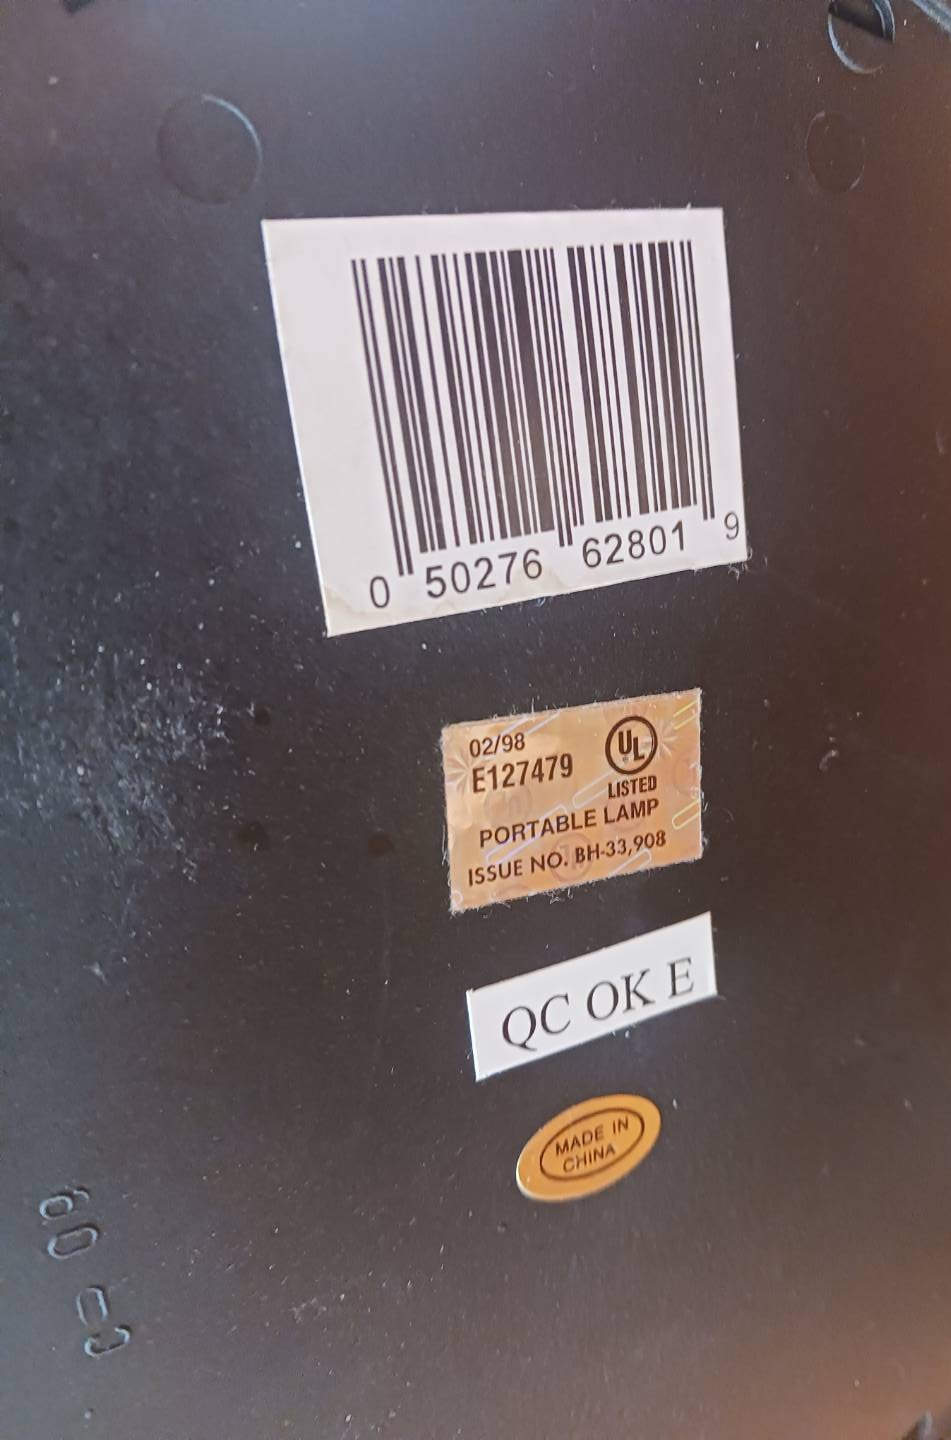 0 50276 62801 9
02/98
E127479
UL
LISTED
PORTABLE LAMP
ISSUE NO. BH-33,908
QC OK E
MADE IN
CHINA